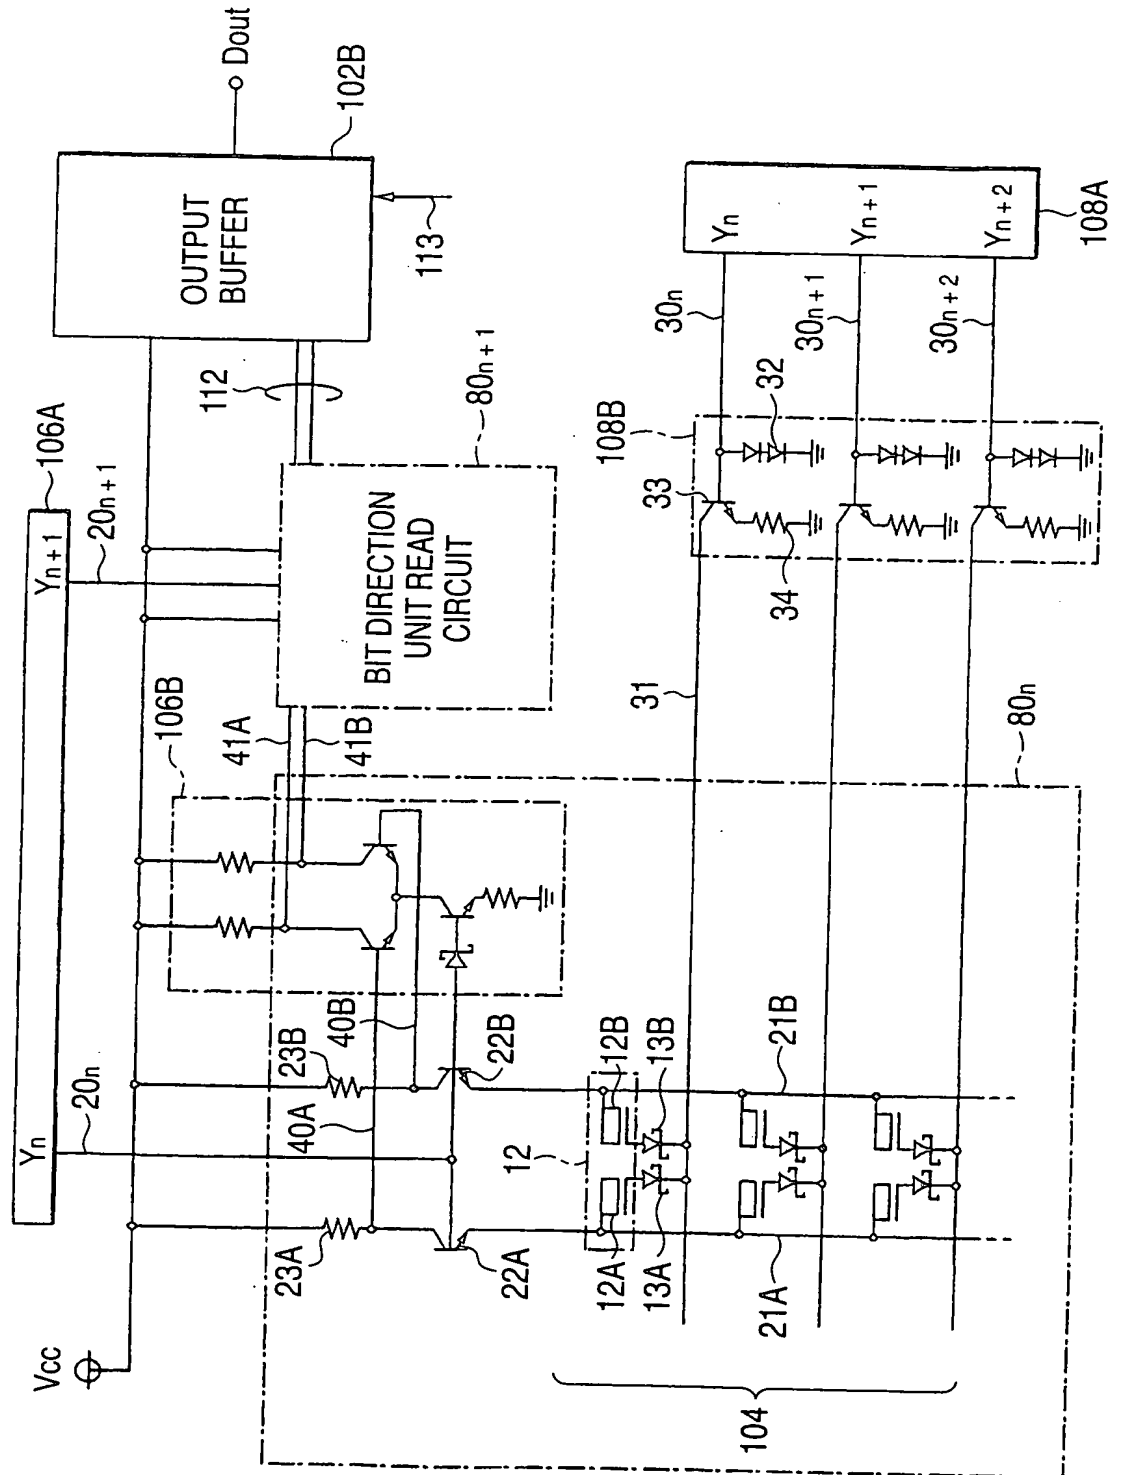 Vcc
Yn
106A
Yn+1
20n
20n+1
106B
112
OUTPUT
BUFFER
Dout
102B
113
41A
41B
BIT DIRECTION
UNIT READ
CIRCUIT
80n+1
23A
40A
23B
40B
22A
22B
12
12A
12B
13A
13B
21A
21B
104
80n
31
108B
33
32
34
30n
30n+1
30n+2
Yn
Yn+1
Yn+2
108A